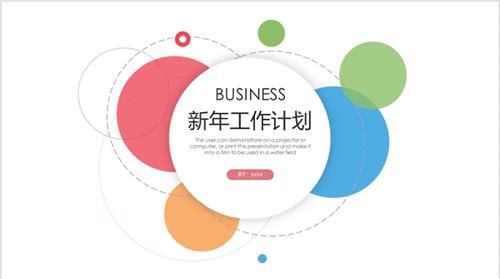 BUSINESS
新年工作计划
The user can demonstrate on a projector or
computer, or print the presentation and make it
into a film to be used in a wider field
BY: xxxx